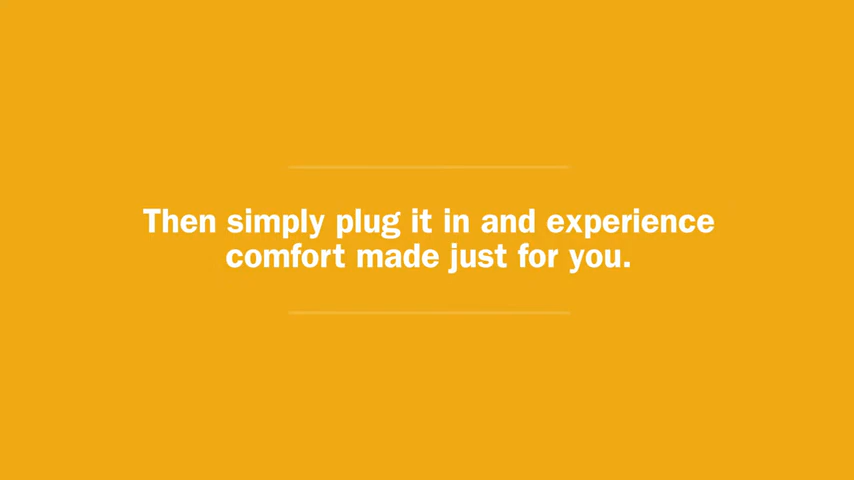 Then simply plug it in and experience
comfort made just for you.